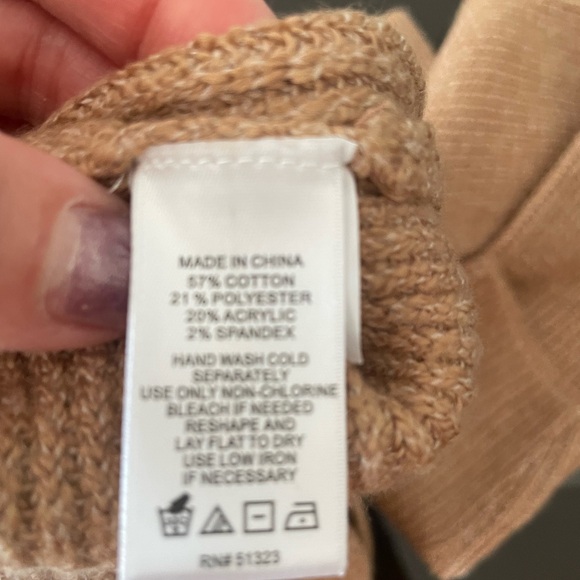 MADE IN CHINA
57% COTTON
21 % POLYESTER
20% ACRYLIC
2% SPANDEX
HAND WASH COLD
SEPARATELY
USE ONLY NON-CHLORINE
BLEACH IF NEEDED
RESHAPE AND
LAY FLAT TO DRY
USE LOW IRON
IF NECESSARY
RN# 51323